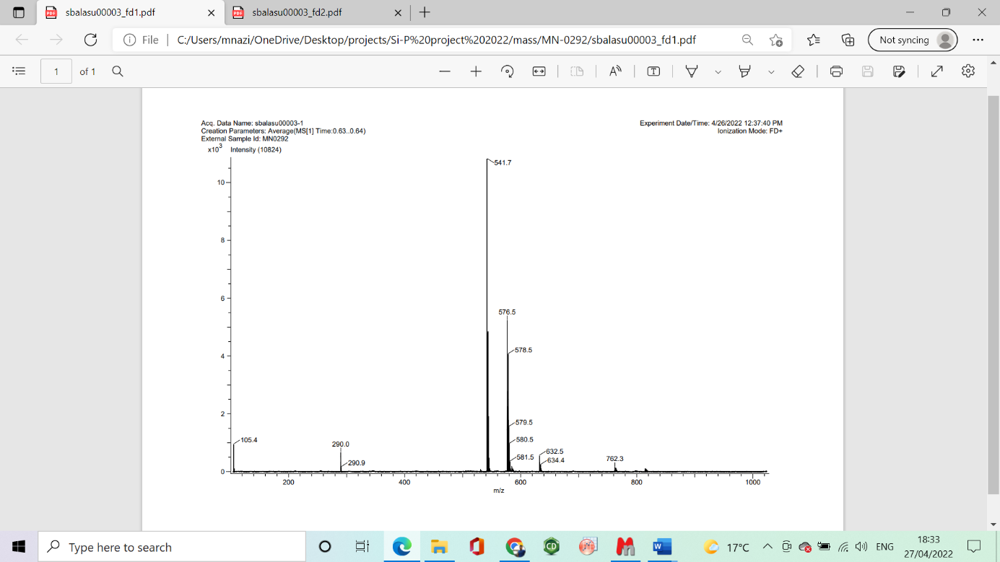 sbalasu00003_fd1.pdf
sbalasu00003_fd2.pdf
File
C:/Users/mnazi/OneDrive/Desktop/projects/Si-P%20project%202022/mass/MN-0292/sbalasu00003_fd1.pdf
Not syncing
1 of 1
Acq. Data Name: sbalasu00003-1
Creation Parameters: Average(MS[1] Time:0.63..0.64)
External Sample Id: MN0292
Experiment Date/Time: 4/26/2022 12:37:40 PM
Ionization Mode: FD+
x10³ Intensity (10824)
541.7
10
8
6
576.5
4
578.5
2
579.5
105.4
290.0
580.5
632.5
290.9
581.5
634.4
762.3
0
200 400 600 800 1000
m/z
Type here to search
17°C
ENG
18:33
27/04/2022